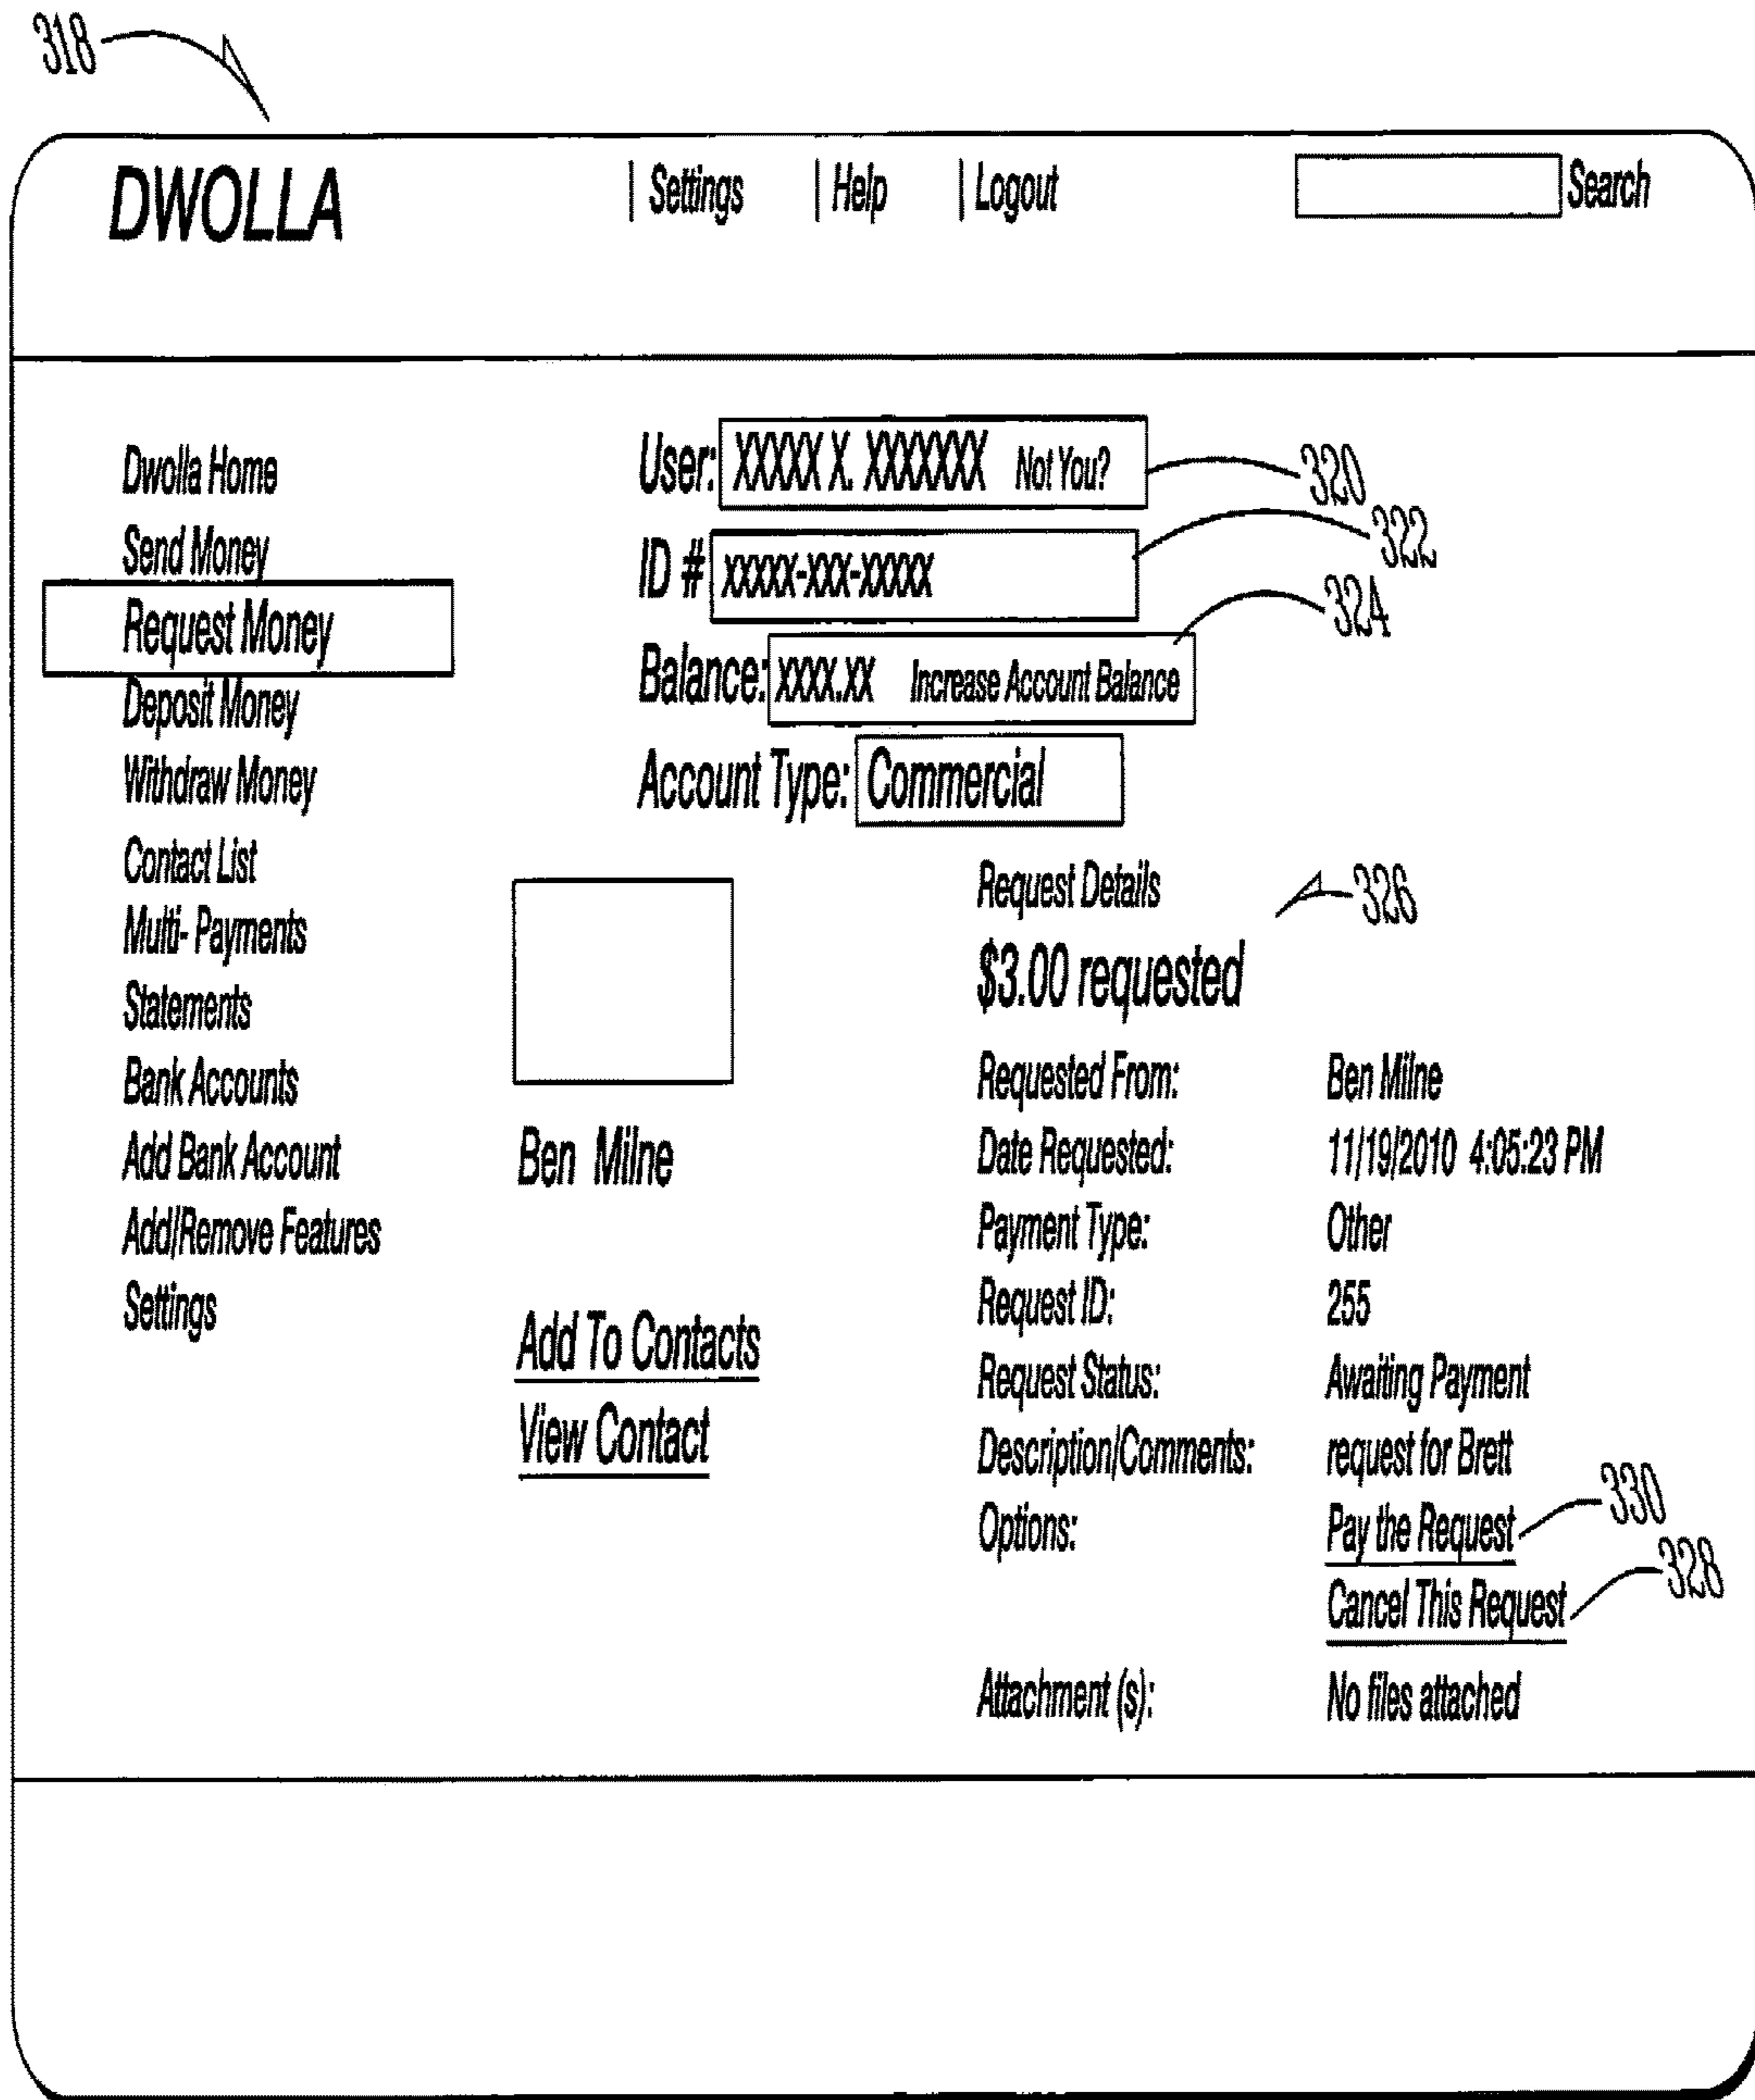 318
DWOLLA | Settings | Help | Logout Search
Dwolla Home
Send Money
Request Money
Deposit Money
Withdraw Money
Contact List
Multi- Payments
Statements
Bank Accounts
Add Bank Account
Add/Remove Features
Settings
User: XXXXX X. XXXXXXX Not You? 320
ID # xxxxx-xxx-xxxxx 322
Balance: xxxx.xx Increase Account Balance 324
Account Type: Commercial
Ben Milne
Add To Contacts
View Contact
Request Details 326
$3.00 requested
Requested From: Ben Milne
Date Requested: 11/19/2010 4:05:23 PM
Payment Type: Other
Request ID: 255
Request Status: Awaiting Payment
Description/Comments: request for Brett
Options: Pay the Request 330
Cancel This Request 328
Attachment (s): No files attached